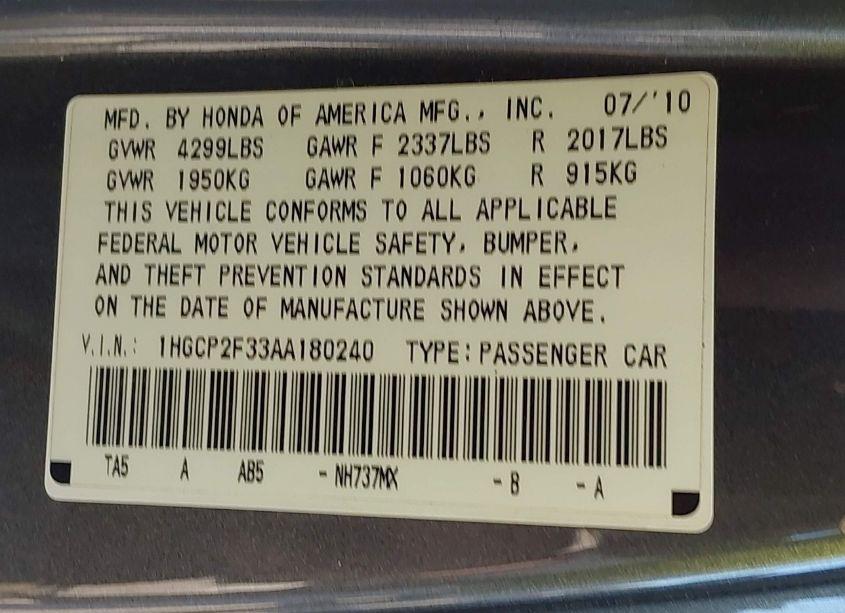 MFD. BY HONDA OF AMERICA MFG., INC. 07/'10
GVWR 4299LBS GAWR F 2337LBS R 2017LBS
GVWR 1950KG GAWR F 1060KG R 915KG
THIS VEHICLE CONFORMS TO ALL APPLICABLE
FEDERAL MOTOR VEHICLE SAFETY, BUMPER,
AND THEFT PREVENTION STANDARDS IN EFFECT
ON THE DATE OF MANUFACTURE SHOWN ABOVE.
V.I.N.: 1HGCP2F33AA180240 TYPE: PASSENGER CAR
TA5 A AB5 - NH737MX - B - A